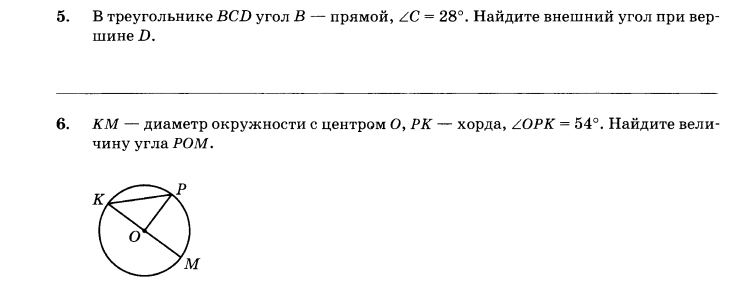 5. В треугольнике BCD угол B — прямой, ∠C = 28°. Найдите внешний угол при вер-
шине D.
6. KM — диаметр окружности с центром O, PK — хорда, ∠OPK = 54°. Найдите вели-
чину угла POM.
P
K
O
M